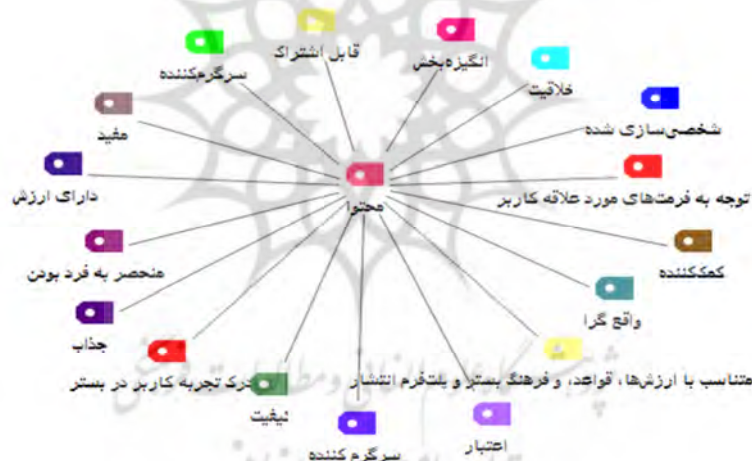 قابل اشتراک
انگیزه‌بخش
سرگرم‌کننده
خلاقیت
مفید
شخصی‌سازی شده
دارای ارزش
محتوا
توجه به فرمت‌های مورد علاقه کاربر
منحصر به فرد بودن
کمک‌کننده
واقع گرا
جذاب
درک تجربه کاربر در بستر
متناسب با ارزش‌ها، قواعد، و فرهنگ بستر و پلتفرم انتشار
کیفیت
سرگرم کننده
اعتبار